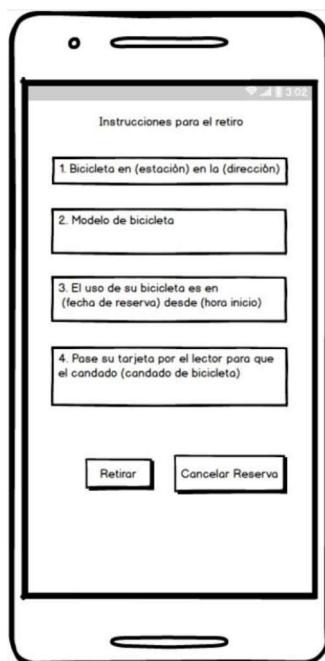 3:02
Instrucciones para el retiro
1. Bicicleta en (estación) en la (dirección)
2. Modelo de bicicleta
3. El uso de su bicicleta es en
(fecha de reserva) desde (hora inicio)
4. Pase su tarjeta por el lector para que
el candado (candado de bicicleta)
Retirar
Cancelar Reserva